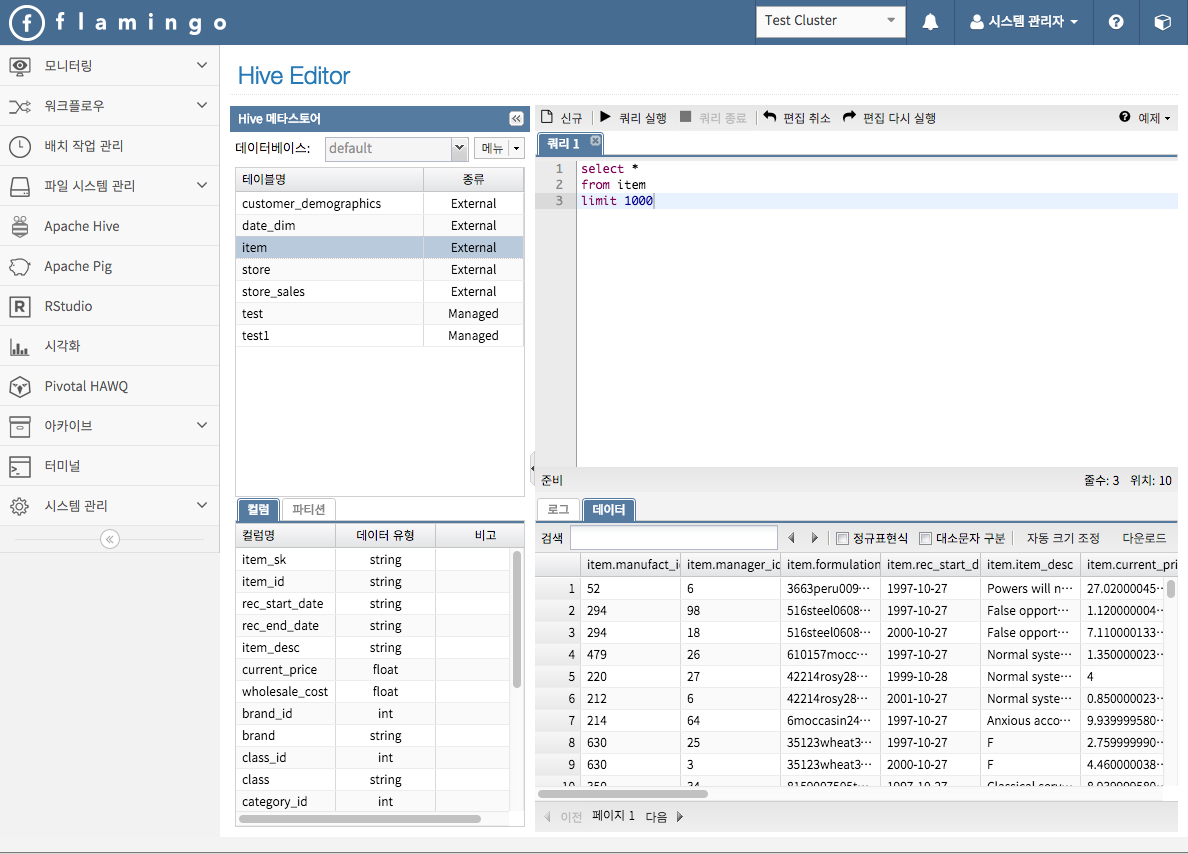 flamingo
Test Cluster
시스템 관리자
모니터링
워크플로우
배치 작업 관리
파일 시스템 관리
Apache Hive
Apache Pig
RStudio
시각화
Pivotal HAWQ
아카이브
터미널
시스템 관리
Hive Editor
Hive 메타스토어
데이터베이스: default 메뉴
테이블명 종류
customer_demographics External
date_dim External
item External
store External
store_sales External
test Managed
test1 Managed
컬럼 파티션
컬럼명 데이터 유형 비고
item_sk string
item_id string
rec_start_date string
rec_end_date string
item_desc string
current_price float
wholesale_cost float
brand_id int
brand string
class_id int
class string
category_id int
신규 쿼리 실행 쿼리 종료 편집 취소 편집 다시 실행 예제
쿼리 1
1 select *
2 from item
3 limit 1000
준비 줄수: 3 위치: 10
로그 데이터
검색 정규표현식 대소문자 구분 자동 크기 조정 다운로드
item.manufact_i item.manager_id item.formulation item.rec_start_d item.item_desc item.current_pri
1 52 6 3663peru009··· 1997-10-27 Powers will n··· 27.02000045··
2 294 98 516steel0608··· 1997-10-27 False opport··· 1.120000004··
3 294 18 516steel0608··· 2000-10-27 False opport··· 7.110000133··
4 479 26 610157mocc··· 1997-10-27 Normal syste··· 1.350000023··
5 220 27 42214rosy28··· 1999-10-28 Normal syste··· 4
6 212 6 42214rosy28··· 2001-10-27 Normal syste··· 0.850000023··
7 214 64 6moccasin24··· 1997-10-27 Anxious acco··· 9.939999580··
8 630 25 35123wheat3··· 1997-10-27 F 2.759999990··
9 630 3 35123wheat3··· 2000-10-27 F 4.460000038··
이전 페이지 1 다음